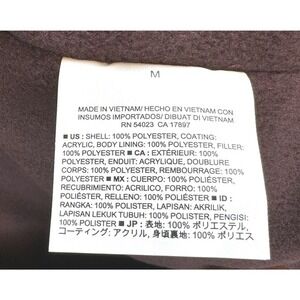 M
MADE IN VIETNAM/ HECHO EN VIETNAM CON
INSUMOS IMPORTADOS/ DIBUAT DI VIETNAM
RN 54023 CA 17897
■ US : SHELL: 100% POLYESTER, COATING:
ACRYLIC, BODY LINING: 100% POLYESTER, FILLER:
100% POLYESTER ■ CA : EXTÉRIEUR: 100%
POLYESTER, ENDUIT: ACRYLIQUE, DOUBLURE
CORPS: 100% POLYESTER, REMBOURRAGE: 100%
POLYESTER ■ MX : CUERPO: 100% POLIÉSTER,
RECUBRIMIENTO: ACRILICO, FORRO: 100%
POLIÉSTER, RELLENO: 100% POLIÉSTER ■ ID :
RANGKA: 100% POLISTER, LAPISAN: AKRILIK,
LAPISAN LEKUK TUBUH: 100% POLISTER, PENGISI:
100% POLISTER ■ JP : 表地: 100% ポリエステル,
コーティング: アクリル, 身頃裏地: 100% ポリエス